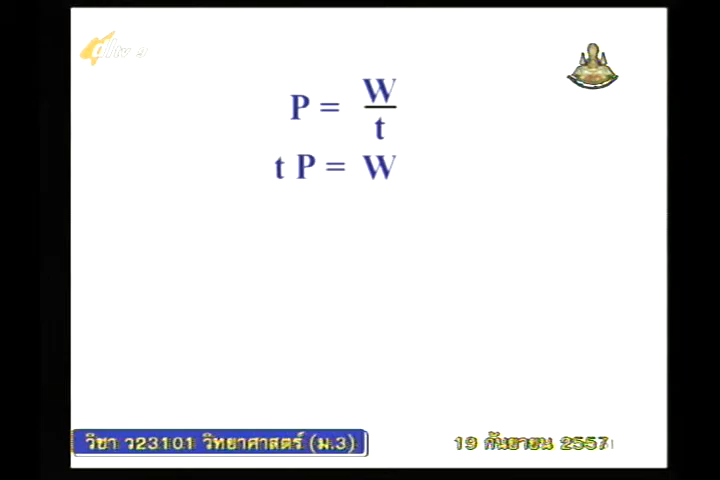 P = W/t
t P = W
วิชา ว23101 วิทยาศาสตร์ (ม.3)
19 กันยายน 2557